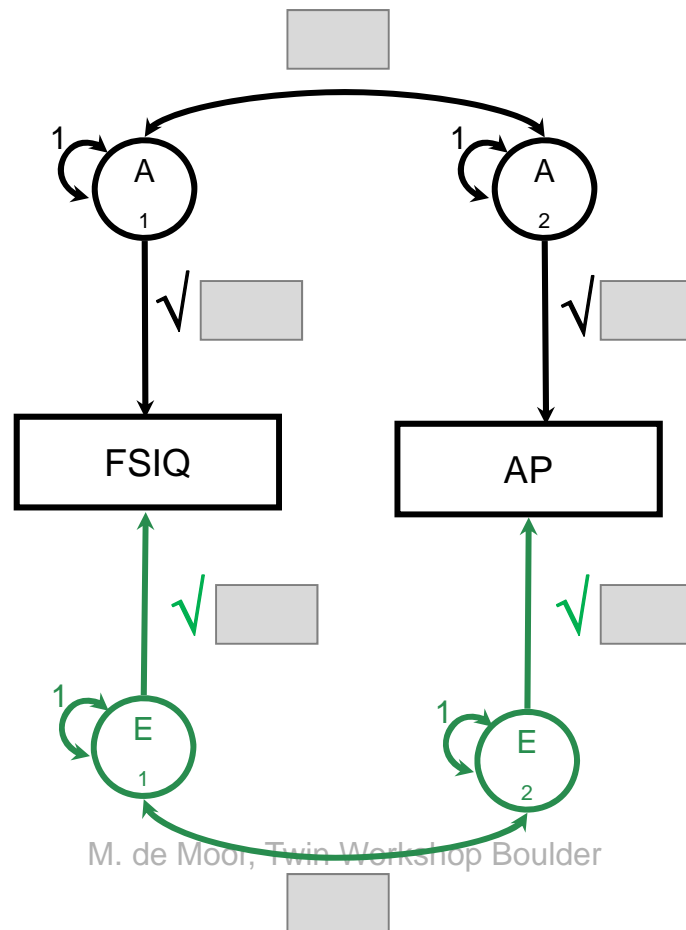 1 1
A A
1 2
√ √
FSIQ AP
√ √
1 1
E E
1 2
M. de Moor, Twin Workshop Boulder